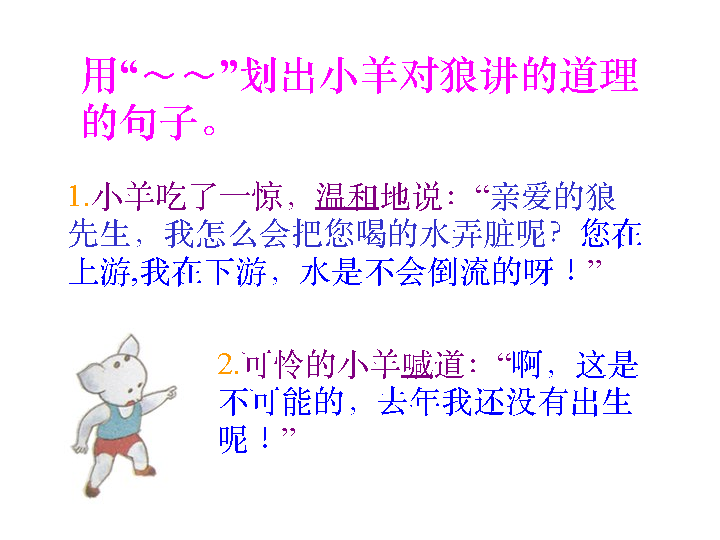 用“～～”划出小羊对狼讲的道理
的句子。
1.小羊吃了一惊，温和地说：“亲爱的狼
先生，我怎么会把您喝的水弄脏呢？您在
上游,我在下游，水是不会倒流的呀！”
2.可怜的小羊喊道：“啊，这是
不可能的，去年我还没有出生
呢！”